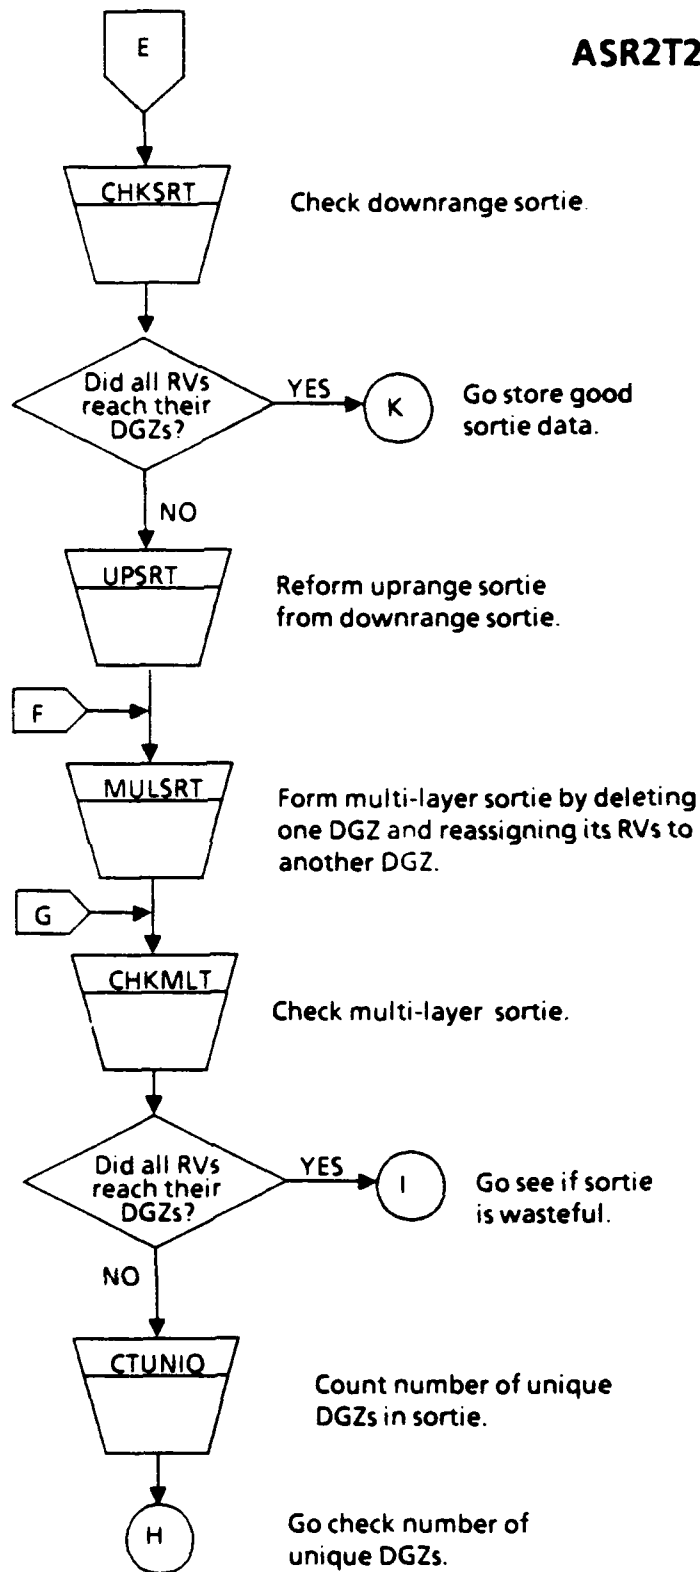 E
ASR2T2
CHKSRT
Check downrange sortie.
Did all RVs
reach their
DGZs?
YES
K
Go store good
sortie data.
NO
UPSRT
Reform uprange sortie
from downrange sortie.
F
MULSRT
Form multi-layer sortie by deleting
one DGZ and reassigning its RVs to
another DGZ.
G
CHKMLT
Check multi-layer sortie.
Did all RVs
reach their
DGZs?
YES
I
Go see if sortie
is wasteful.
NO
CTUNIQ
Count number of unique
DGZs in sortie.
H
Go check number of
unique DGZs.